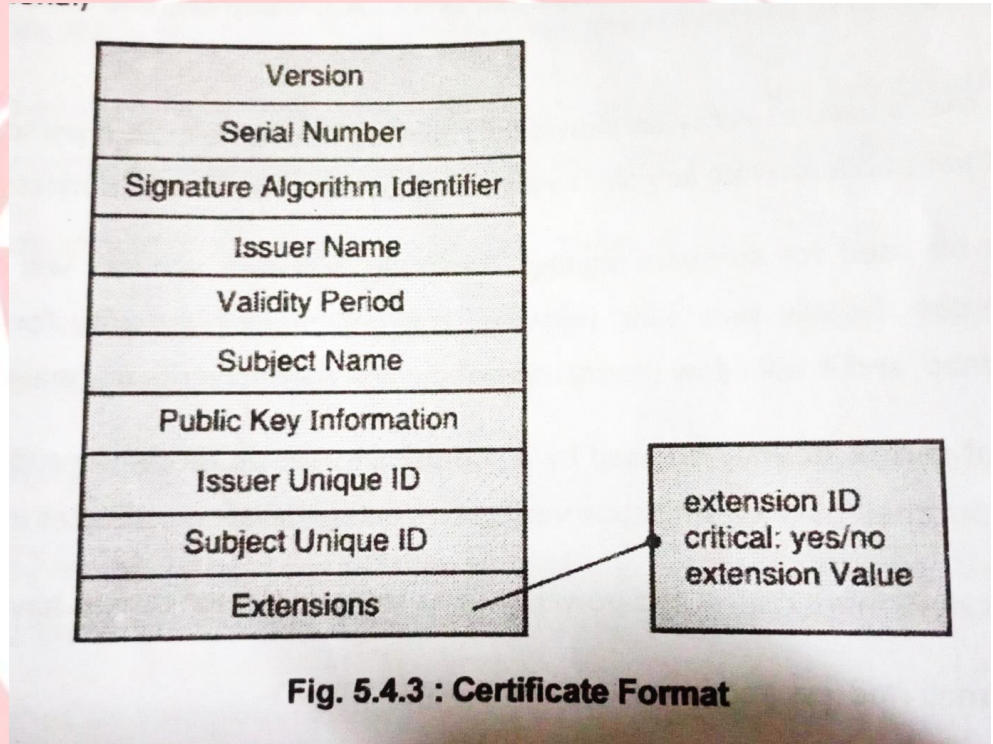 Version
Serial Number
Signature Algorithm Identifier
Issuer Name
Validity Period
Subject Name
Public Key Information
Issuer Unique ID
Subject Unique ID
Extensions
extension ID
critical: yes/no
extension Value
Fig. 5.4.3 : Certificate Format